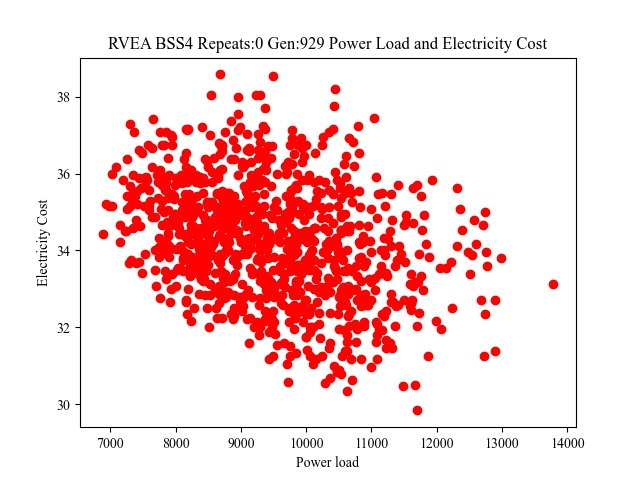 RVEA BSS4 Repeats:0 Gen:929 Power Load and Electricity Cost
38
36
34
32
30
Electricity Cost
7000 8000 9000 10000 11000 12000 13000 14000
Power load